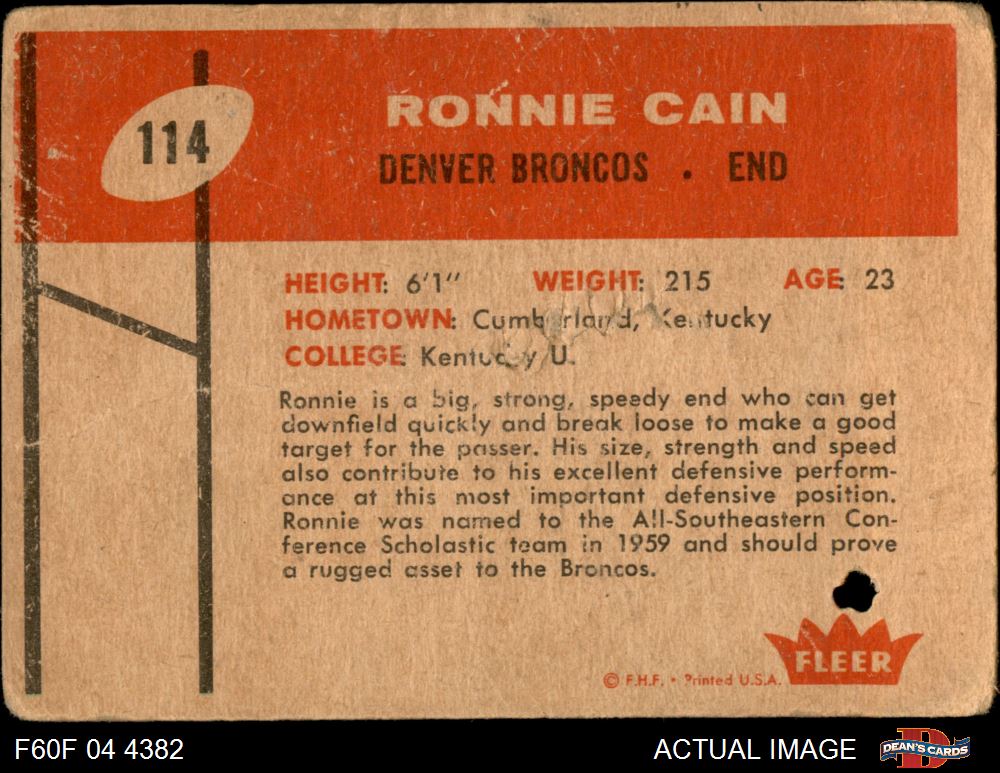 114
RONNIE CAIN
DENVER BRONCOS . END
HEIGHT: 6'1" WEIGHT: 215 AGE: 23
HOMETOWN: Cumberland, Kentucky
COLLEGE: Kentucky U.
Ronnie is a big, strong, speedy end who can get
downfield quickly and break loose to make a good
target for the passer. His size, strength and speed
also contribute to his excellent defensive perform-
ance at this most important defensive position.
Ronnie was named to the All-Southeastern Con-
ference Scholastic team in 1959 and should prove
a rugged asset to the Broncos.
FLEER
© F.H.F. • Printed U.S.A.
F60F 04 4382 ACTUAL IMAGE DEAN'S CARDS